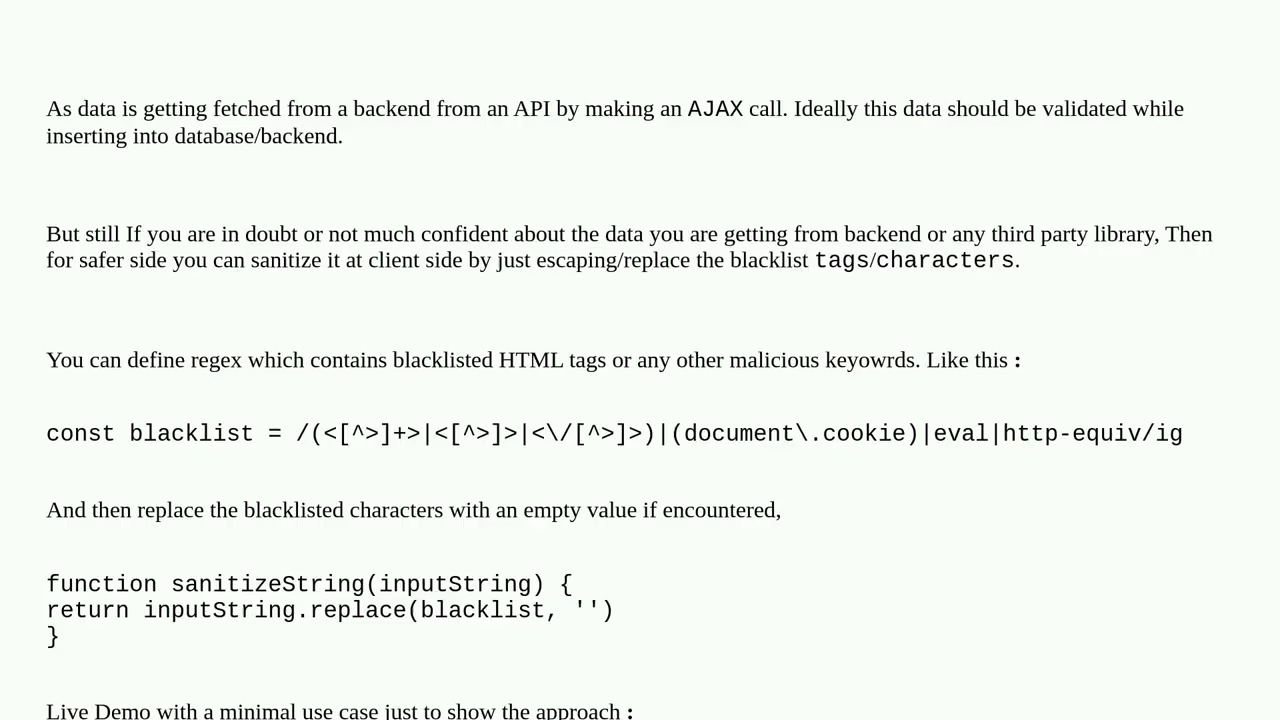 As data is getting fetched from a backend from an API by making an AJAX call. Ideally this data should be validated while
inserting into database/backend.
But still If you are in doubt or not much confident about the data you are getting from backend or any third party library, Then
for safer side you can sanitize it at client side by just escaping/replace the blacklist tags/characters.
You can define regex which contains blacklisted HTML tags or any other malicious keyowrds. Like this :
const blacklist = /(<[^>]+>|<[^>]>|<\/[^>]>)|(document\.cookie)|eval|http-equiv/ig
And then replace the blacklisted characters with an empty value if encountered,
function sanitizeString(inputString) {
return inputString.replace(blacklist, '')
}
Live Demo with a minimal use case just to show the approach :